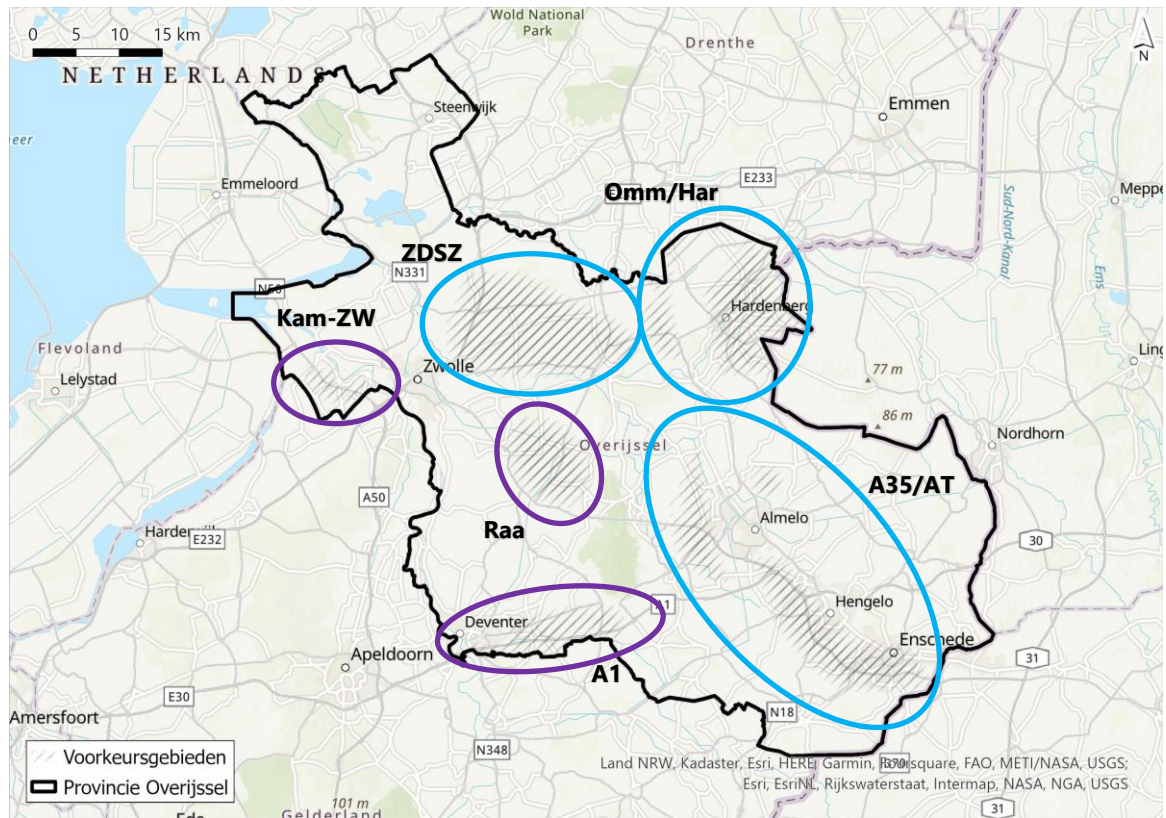 Wold National
Park
0 5 10 15 km
Drenthe
N
NETHERLANDS
Steenwijk
Emmen
Emmeloord
E233
Omm/Har
Meppe
Sud-Nord-Kanal
Ems
ZDSZ
N331
N50
Kam-ZW
Hardenberg
Flevoland
Lelystad
Zwolle
Ling
77 m
86 m
Nordhorn
Overijssel
A35/AT
A50
Raa
Almelo
E232
30
A1
Hengelo
Deventer
Enschede
Apeldoorn
A1
31
E30
N18
Amersfoort
N348
Voorkeursgebieden
Provincie Overijssel
Land NRW, Kadaster, Esri, HERE, Garmin, Foursquare, FAO, METI/NASA, USGS;
Esri, EsriNL, Rijkswaterstaat, Intermap, NASA, NGA, USGS
101 m
Gelderland
Ede
31